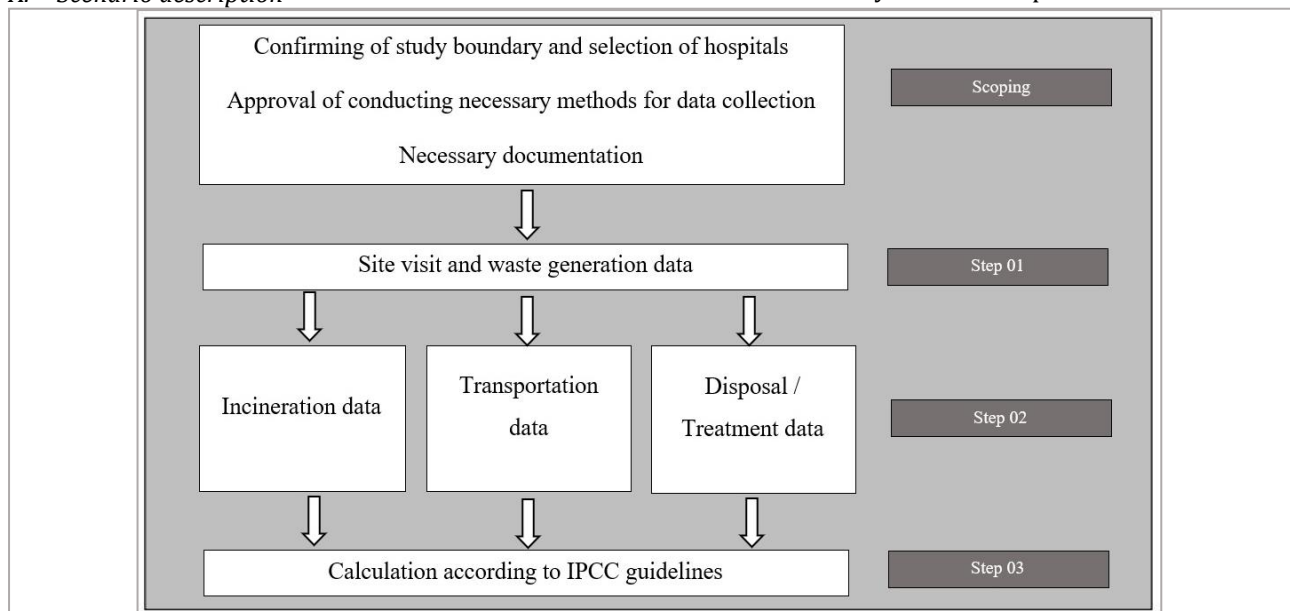 Confirming of study boundary and selection of hospitals
Approval of conducting necessary methods for data collection
Necessary documentation
Scoping
Site visit and waste generation data
Step 01
Incineration data
Transportation
data
Disposal /
Treatment data
Step 02
Calculation according to IPCC guidelines
Step 03